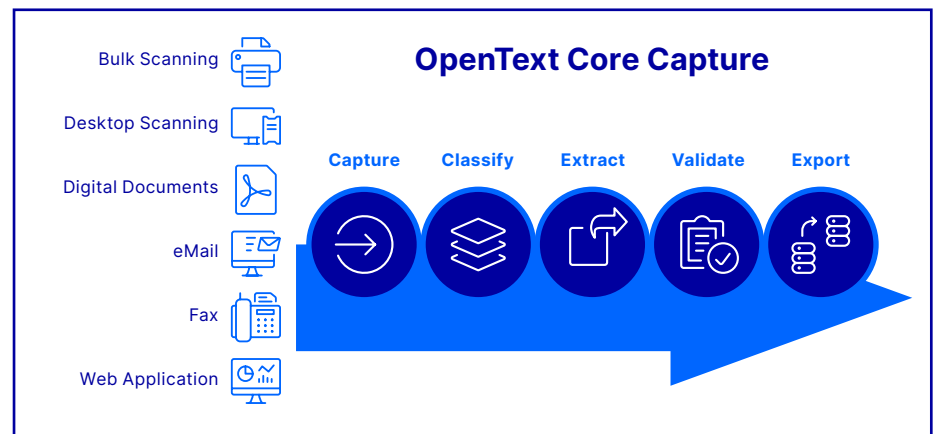 OpenText Core Capture
Bulk Scanning
Desktop Scanning
Digital Documents
eMail
Fax
Web Application
Capture
Classify
Extract
Validate
Export